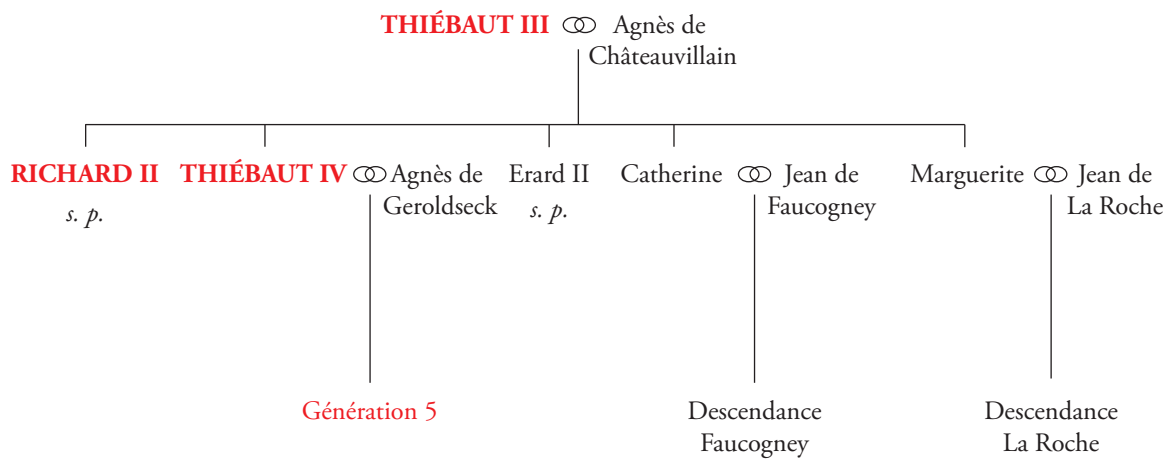 THIÉBAUT III Agnès de
Châteauvillain
RICHARD II THIÉBAUT IV Agnès de Erard II Catherine Jean de Marguerite Jean de
s. p. Geroldseck s. p. Faucogney La Roche
Génération 5 Descendance Descendance
Faucogney La Roche